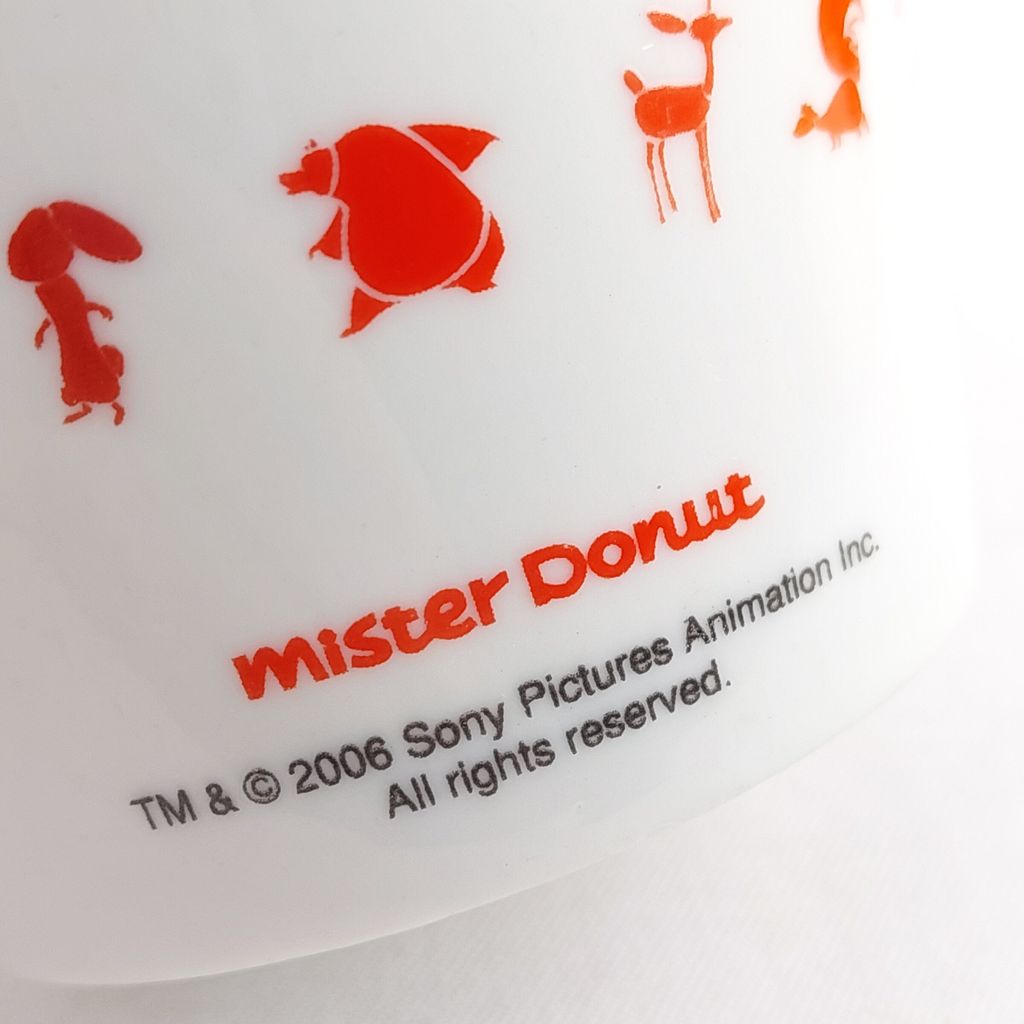 Mister Donut
TM & © 2006 Sony Pictures Animation Inc.
All rights reserved.